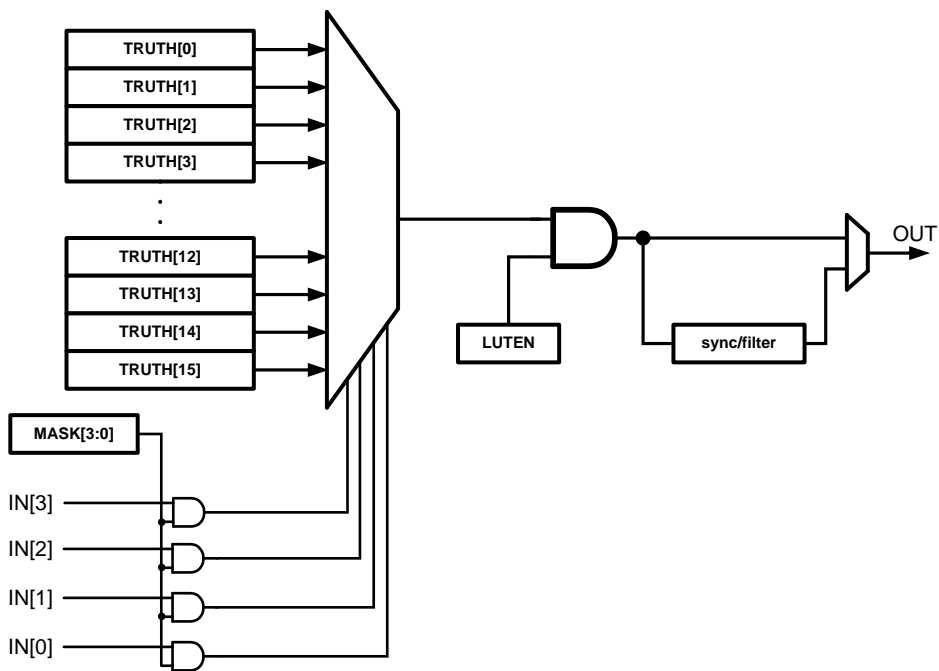 TRUTH[0]
TRUTH[1]
TRUTH[2]
TRUTH[3]
TRUTH[12]
TRUTH[13]
TRUTH[14]
TRUTH[15]
LUTEN
sync/filter
OUT
MASK[3:0]
IN[3]
IN[2]
IN[1]
IN[0]